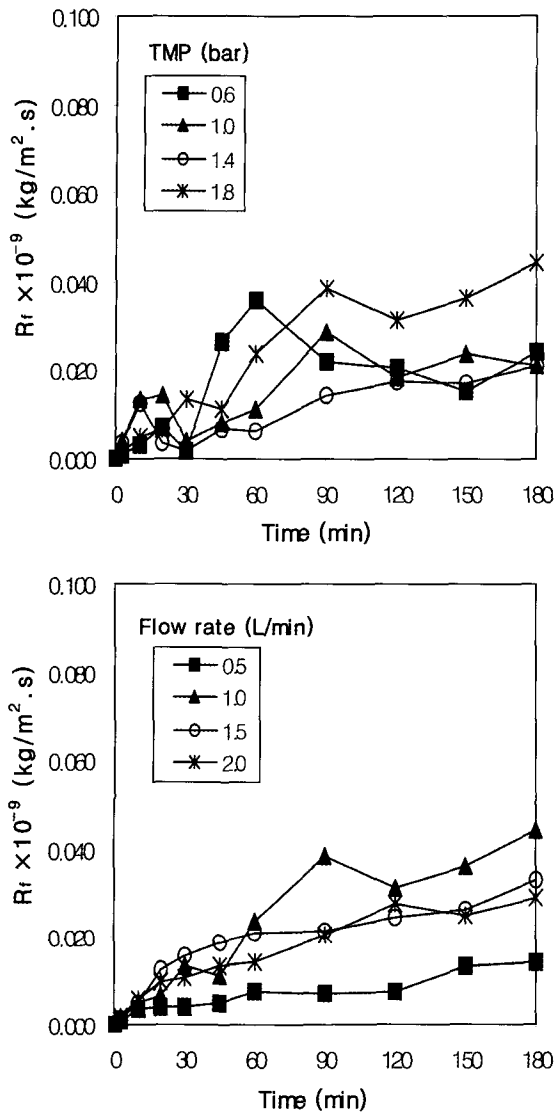 0.100
0.080
0.060
0.040
0.020
0.000
Rf ×10⁻⁹ (kg/m².s)
TMP (bar)
0.6
1.0
1.4
1.8
0 30 60 90 120 150 180
Time (min)
0.100
0.080
0.060
0.040
0.020
0.000
Rf ×10⁻⁹ (kg/m².s)
Flow rate (L/min)
0.5
1.0
1.5
2.0
0 30 60 90 120 150 180
Time (min)